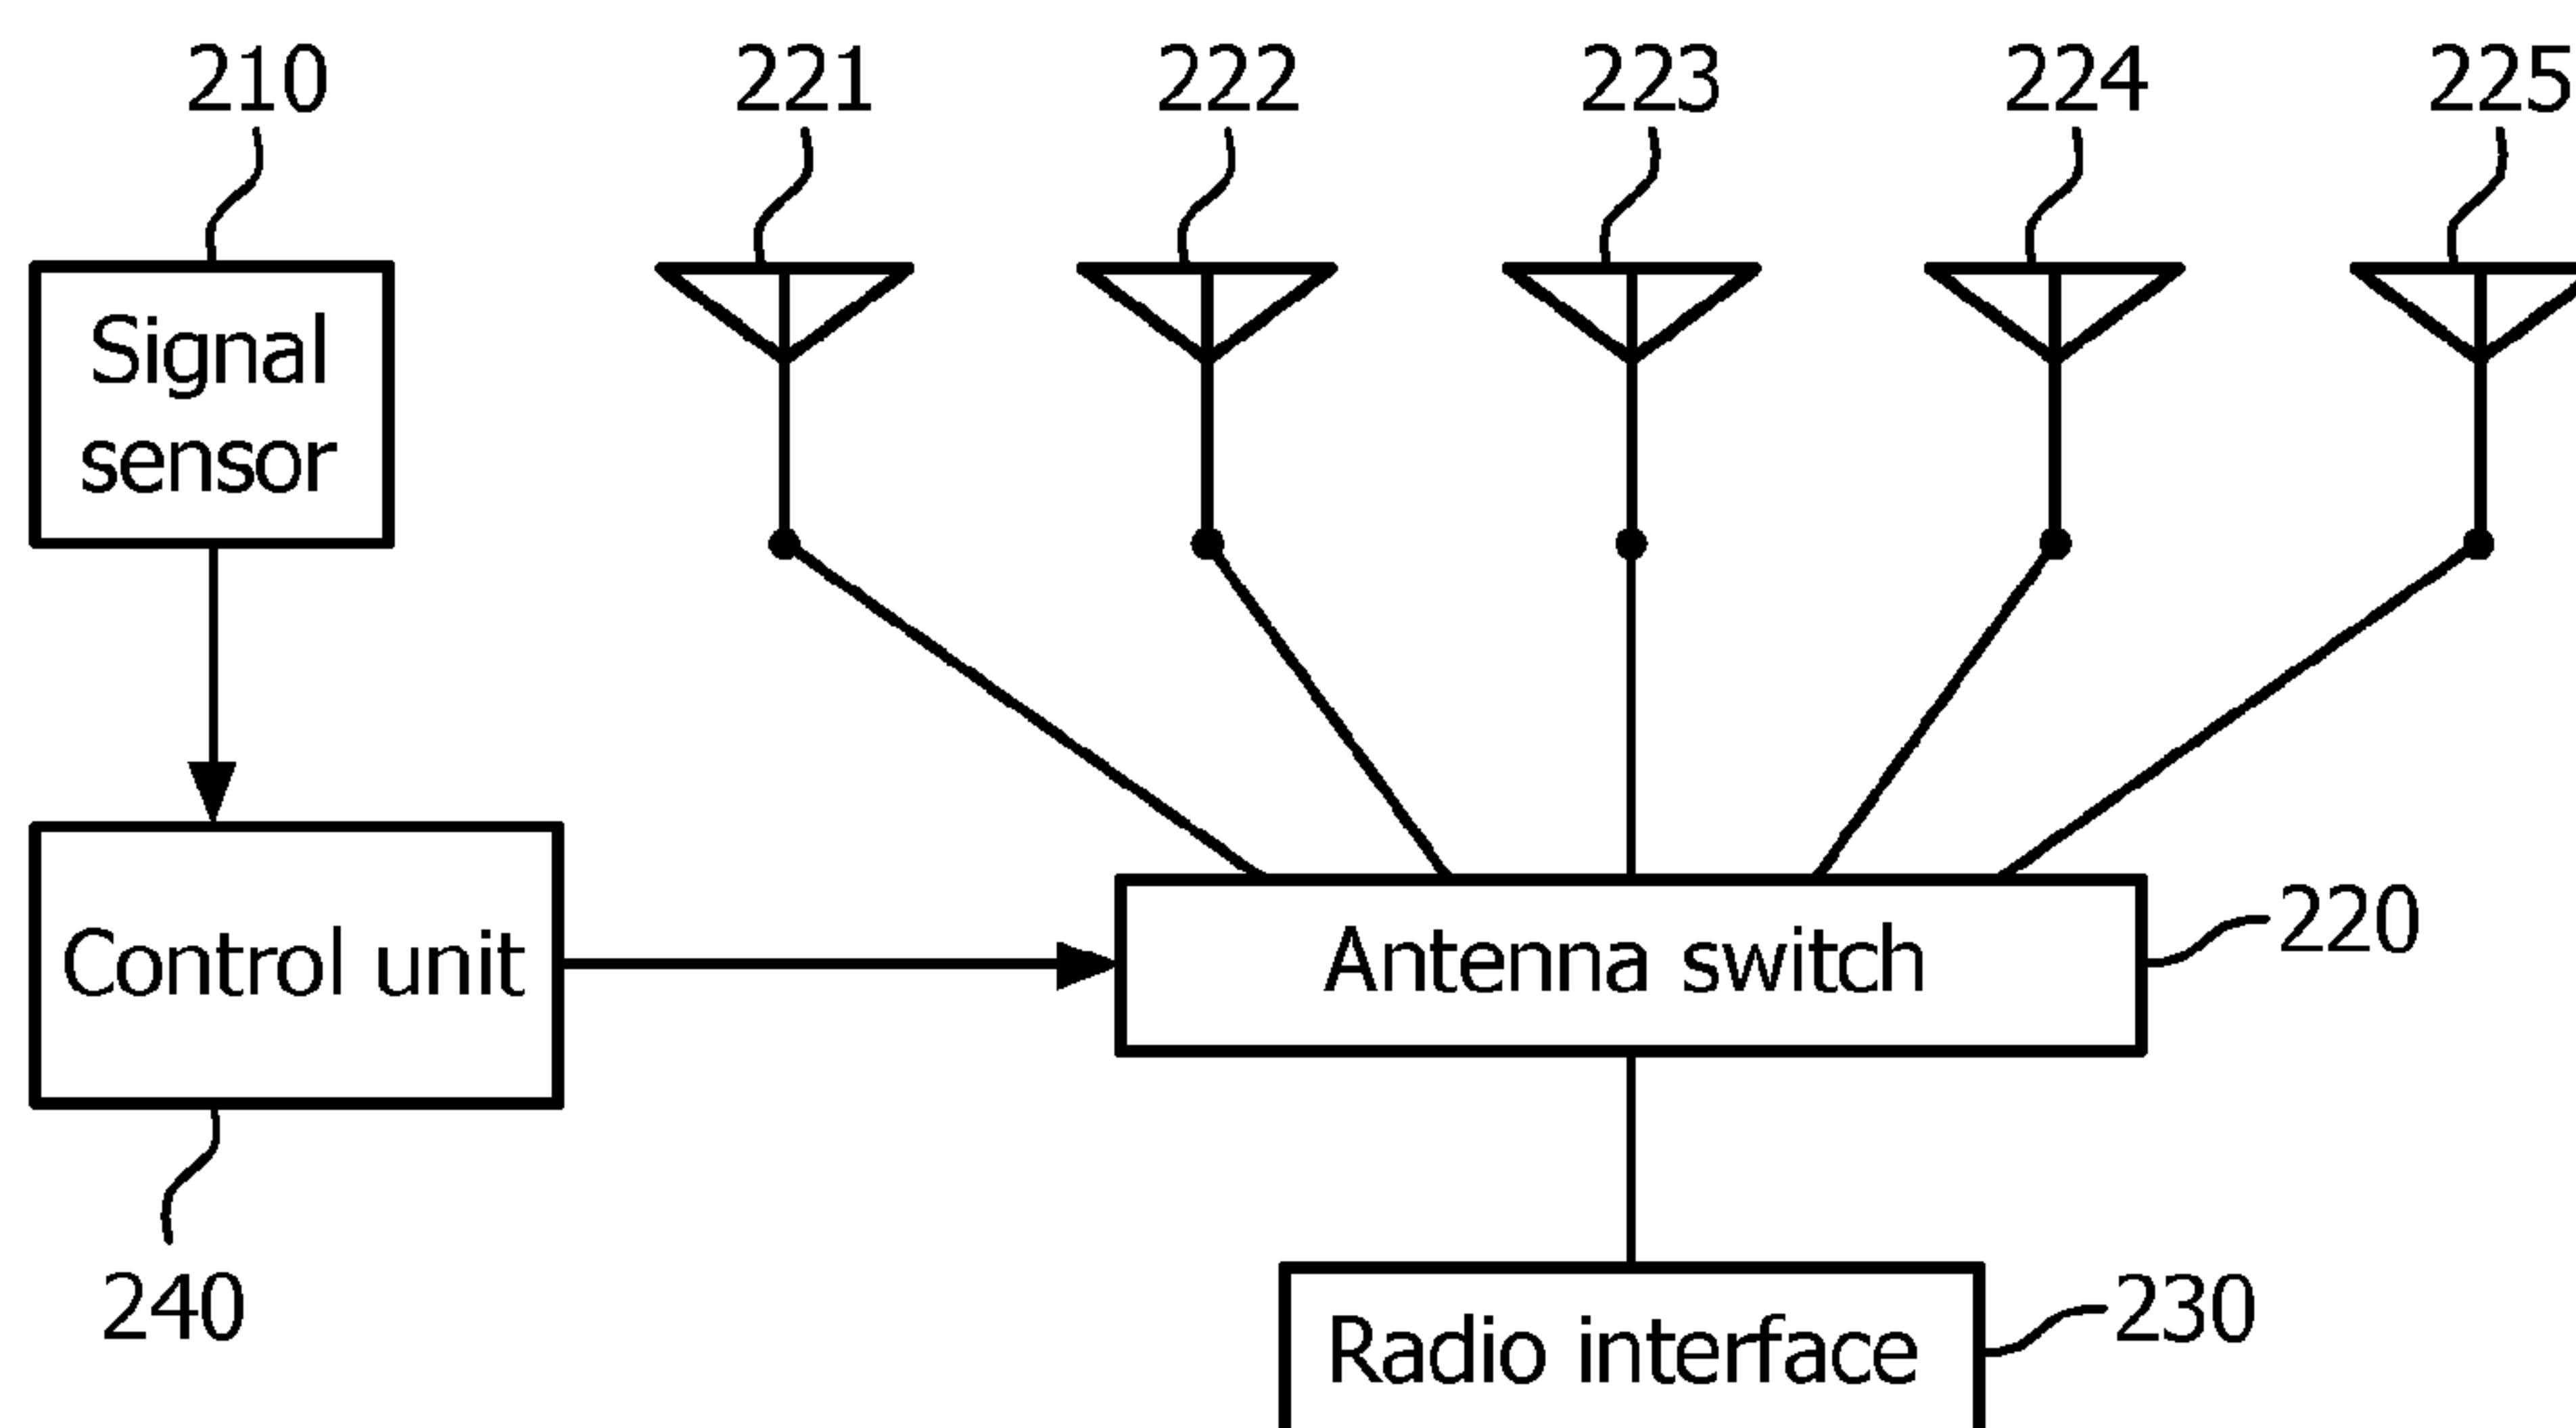 210
221
222
223
224
225
Signal
sensor
Control unit
Antenna switch
220
240
Radio interface
230